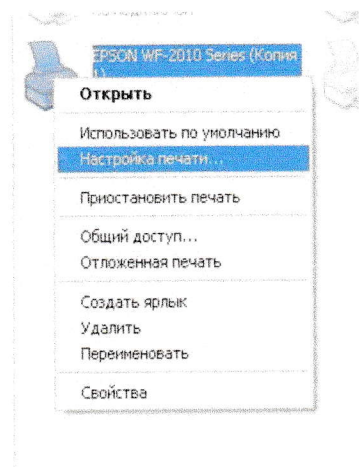 EPSON WF-2010 Series (Копия
1)
Открыть
Использовать по умолчанию
Настройка печати...
Приостановить печать
Общий доступ...
Отложенная печать
Создать ярлык
Удалить
Переименовать
Свойства